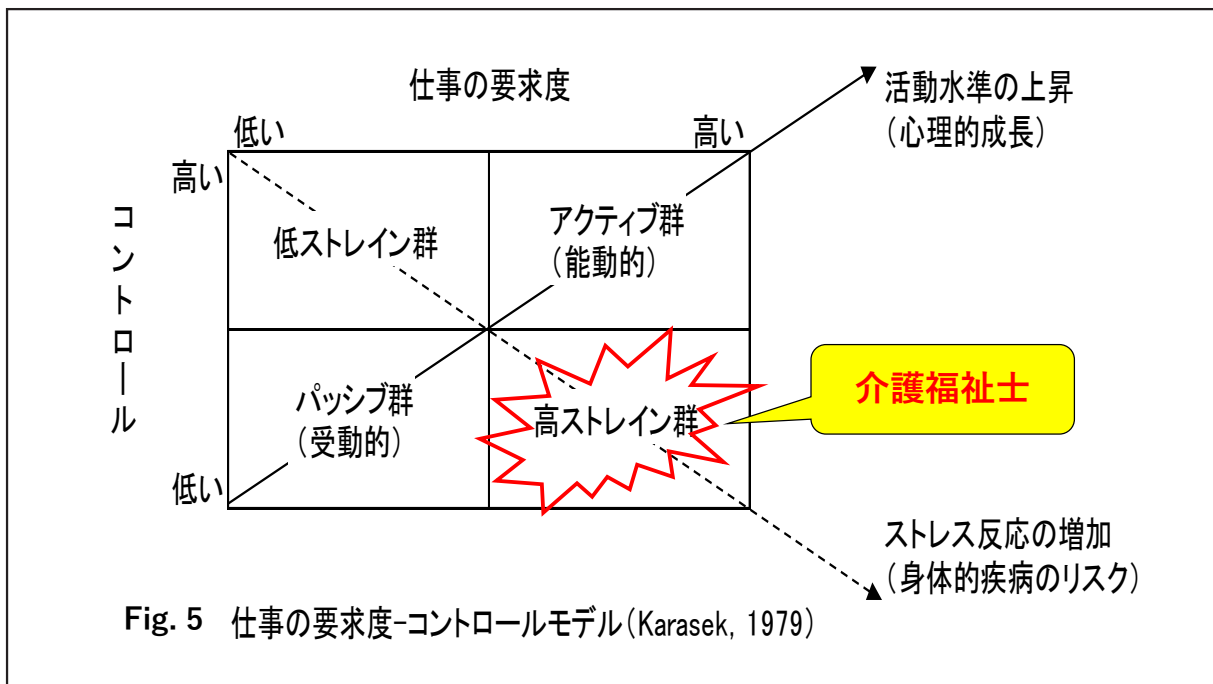 仕事の要求度
低い
高い
高い
コントロール
低い
活動水準の上昇
(心理的成長)
低ストレイン群
アクティブ群
(能動的)
パッシブ群
(受動的)
高ストレイン群
介護福祉士
ストレス反応の増加
(身体的疾病のリスク)
Fig. 5 仕事の要求度-コントロールモデル(Karasek, 1979)